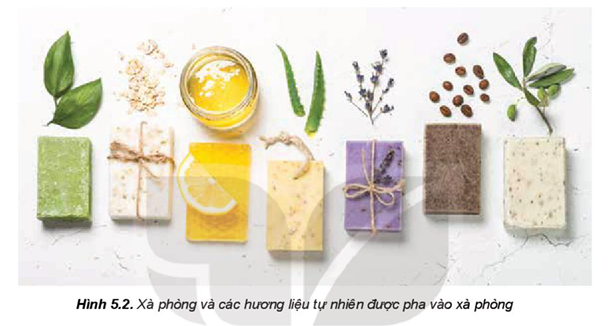 Hình 5.2. Xà phòng và các hương liệu tự nhiên được pha vào xà phòng